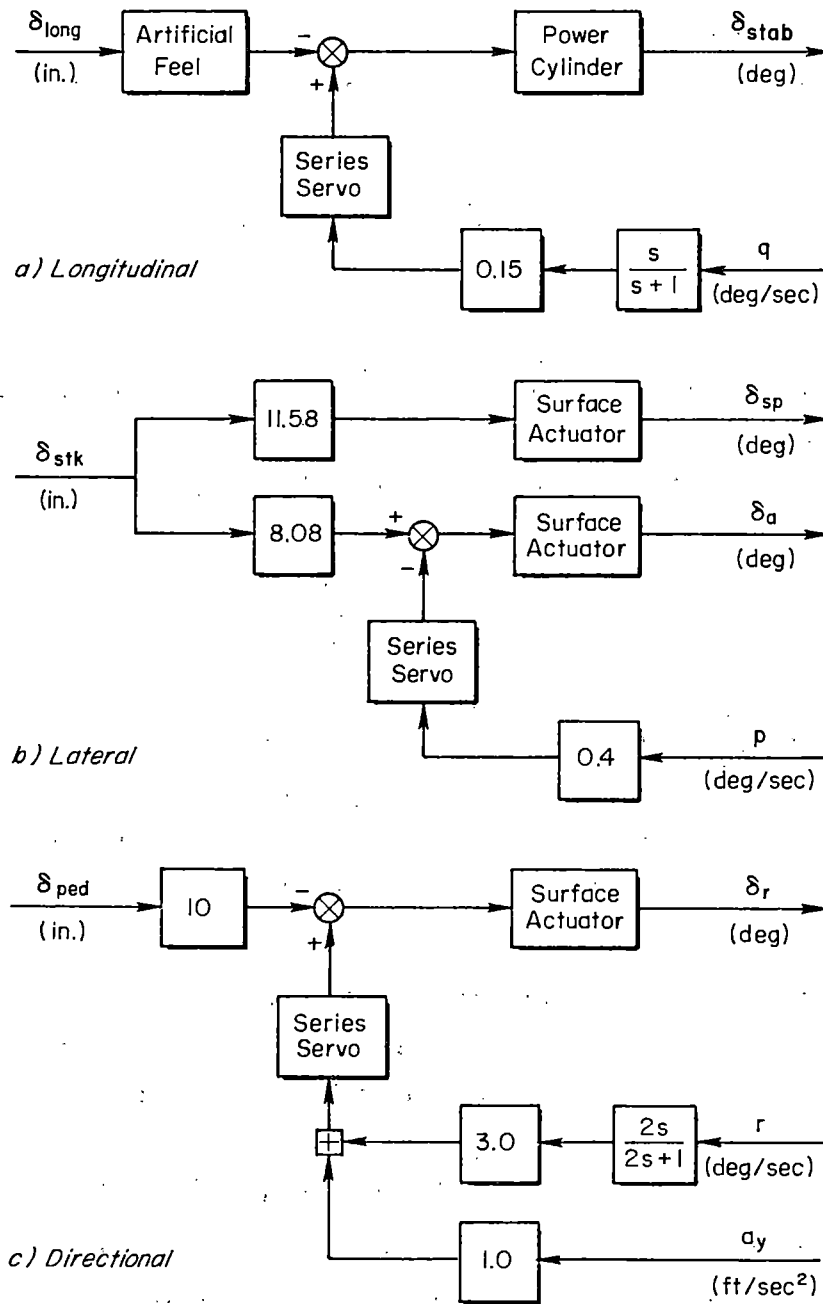 δlong
(in.)
Artificial
Feel
−
+
Power
Cylinder
δstab
(deg)
Series
Servo
0.15
s
s + 1
q
(deg/sec)
a) Longitudinal
11.58
Surface
Actuator
δsp
(deg)
δstk
(in.)
8.08
+
−
Surface
Actuator
δa
(deg)
Series
Servo
0.4
p
(deg/sec)
b) Lateral
δped
(in.)
10
−
+
Surface
Actuator
δr
(deg)
Series
Servo
+
3.0
2s
2s+1
r
(deg/sec)
1.0
ay
(ft/sec²)
c) Directional